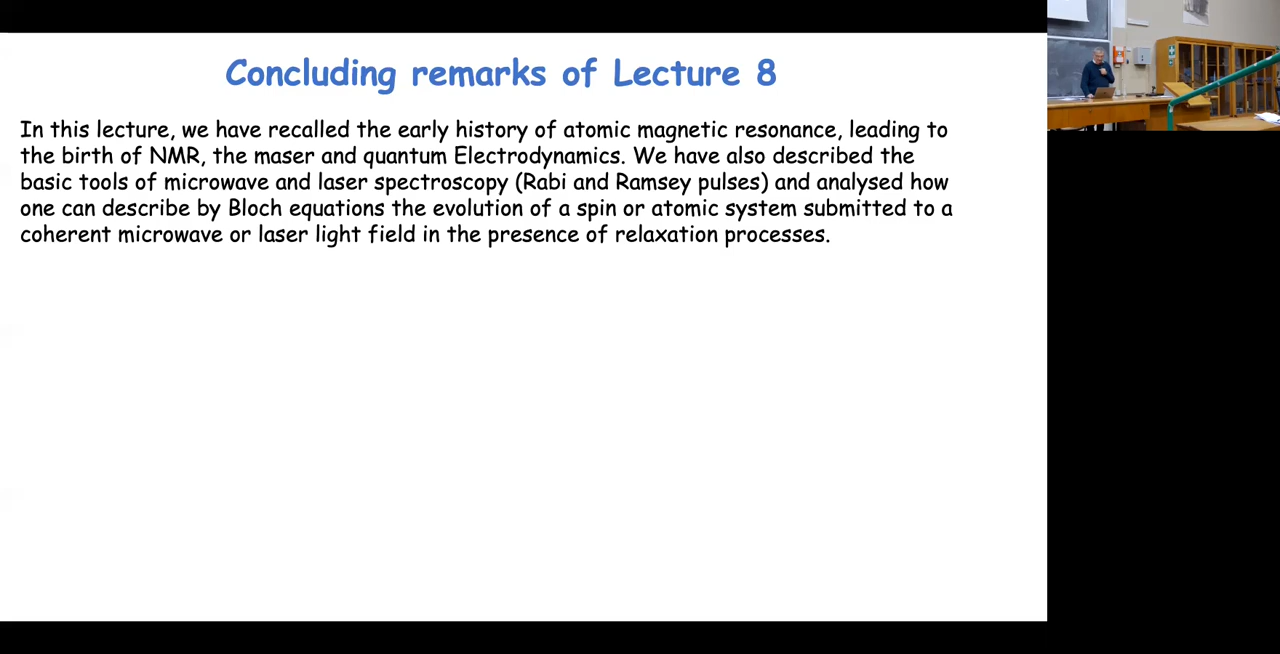 Concluding remarks of Lecture 8
In this lecture, we have recalled the early history of atomic magnetic resonance, leading to
the birth of NMR, the maser and quantum Electrodynamics. We have also described the
basic tools of microwave and laser spectroscopy (Rabi and Ramsey pulses) and analysed how
one can describe by Bloch equations the evolution of a spin or atomic system submitted to a
coherent microwave or laser light field in the presence of relaxation processes.